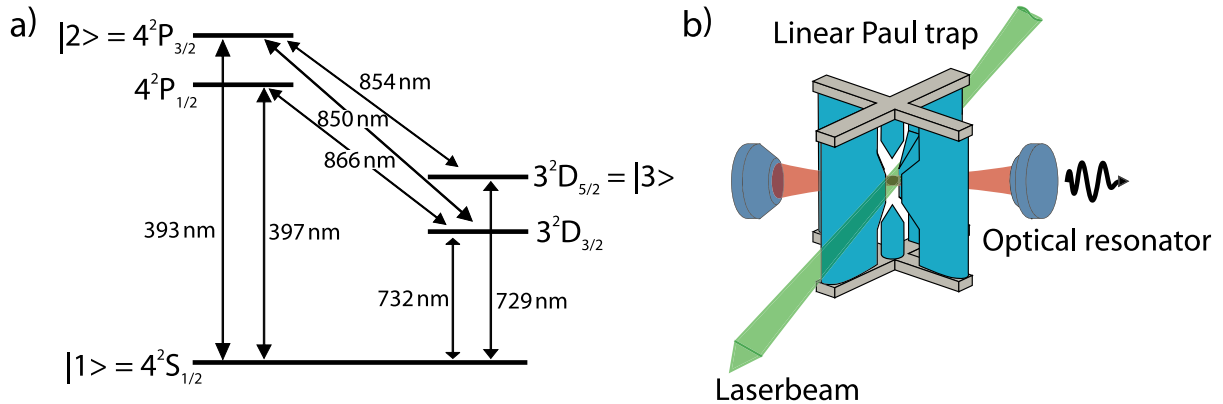 a)
|2> = 4²P₃/₂
4²P₁/₂
854 nm
850 nm
866 nm
3²D₅/₂ = |3>
3²D₃/₂
393 nm
397 nm
732 nm
729 nm
|1> = 4²S₁/₂
b)
Linear Paul trap
Optical resonator
Laserbeam